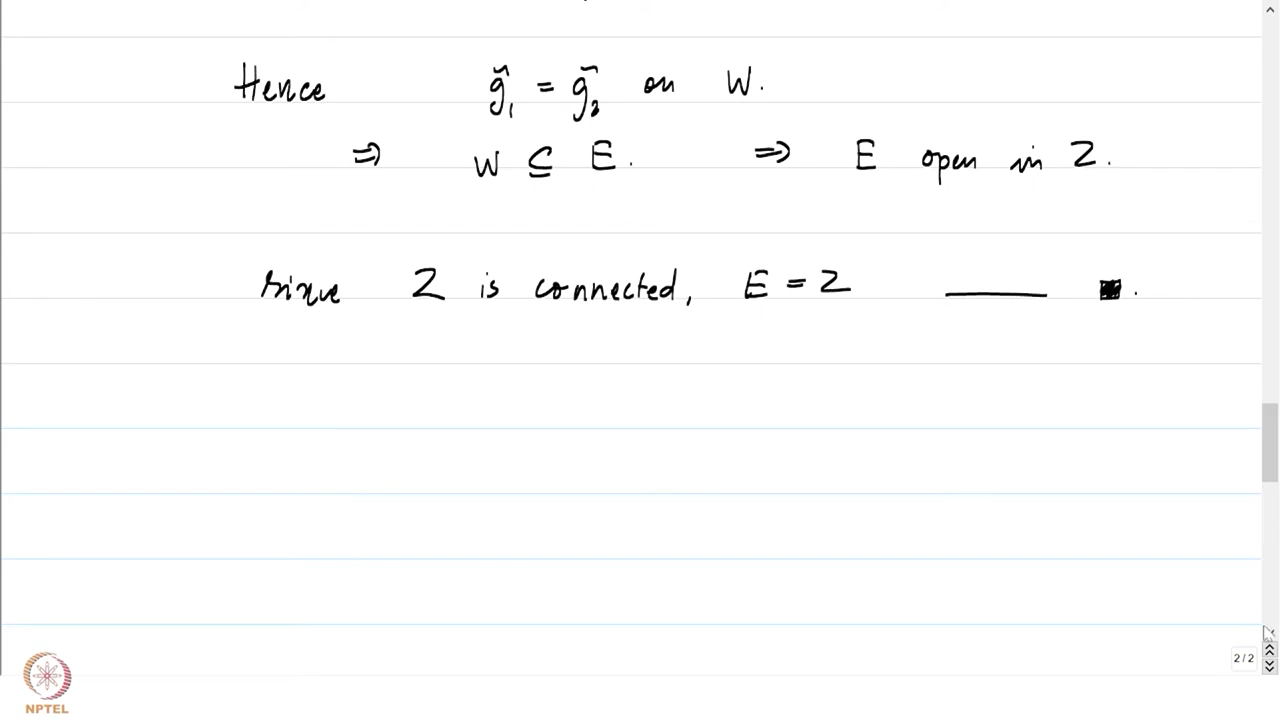 Hence g̃₁ = g̃₂ on W.
⇒ W ⊆ E. ⇒ E open in Z.
since Z is connected, E = Z ——— ■.
2 / 2
NPTEL